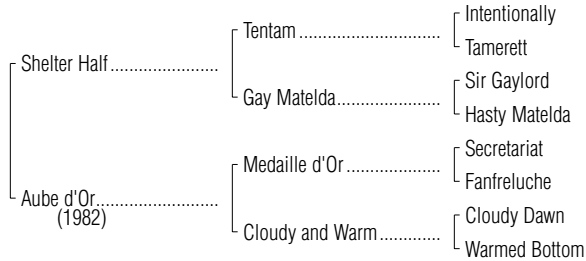 Intentionally
Tentam
Tamerett
Shelter Half
Sir Gaylord
Gay Matelda
Hasty Matelda
Secretariat
Medaille d'Or
Fanfreluche
Aube d'Or
(1982)
Cloudy Dawn
Cloudy and Warm
Warmed Bottom